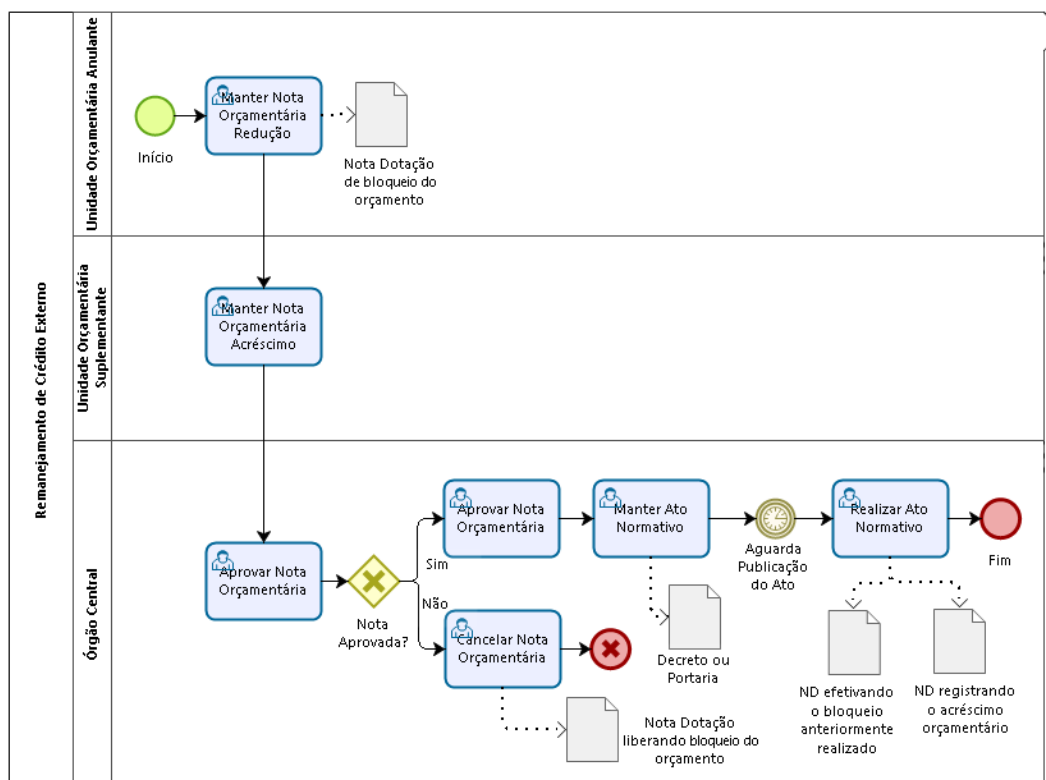 Remanejamento de Crédito Externo
Unidade Orçamentária Anulante
Início
Manter Nota
Orçamentária
Redução
Nota Dotação
de bloqueio do
orçamento
Unidade Orçamentária
Suplementante
Manter Nota
Orçamentária
Acréscimo
Órgão Central
Aprovar Nota
Orçamentária
Nota
Aprovada?
Sim
Não
Aprovar Nota
Orçamentária
Manter Ato
Normativo
Aguarda
Publicação
do Ato
Realizar Ato
Normativo
Fim
Cancelar Nota
Orçamentária
Decreto ou
Portaria
Nota Dotação
liberando bloqueio do
orçamento
ND efetivando
o bloqueio
anteriormente
realizado
ND registrando
o acréscimo
orçamentário